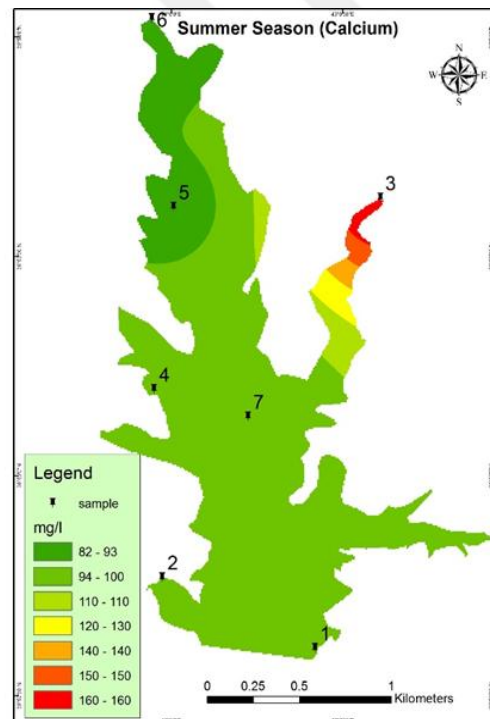 Summer Season (Calcium)
6
N
W E
S
3
5
4
7
2
1
Legend
sample
mg/l
82 - 93
94 - 100
110 - 110
120 - 130
140 - 140
150 - 150
160 - 160
0 0.25 0.5 1
Kilometers